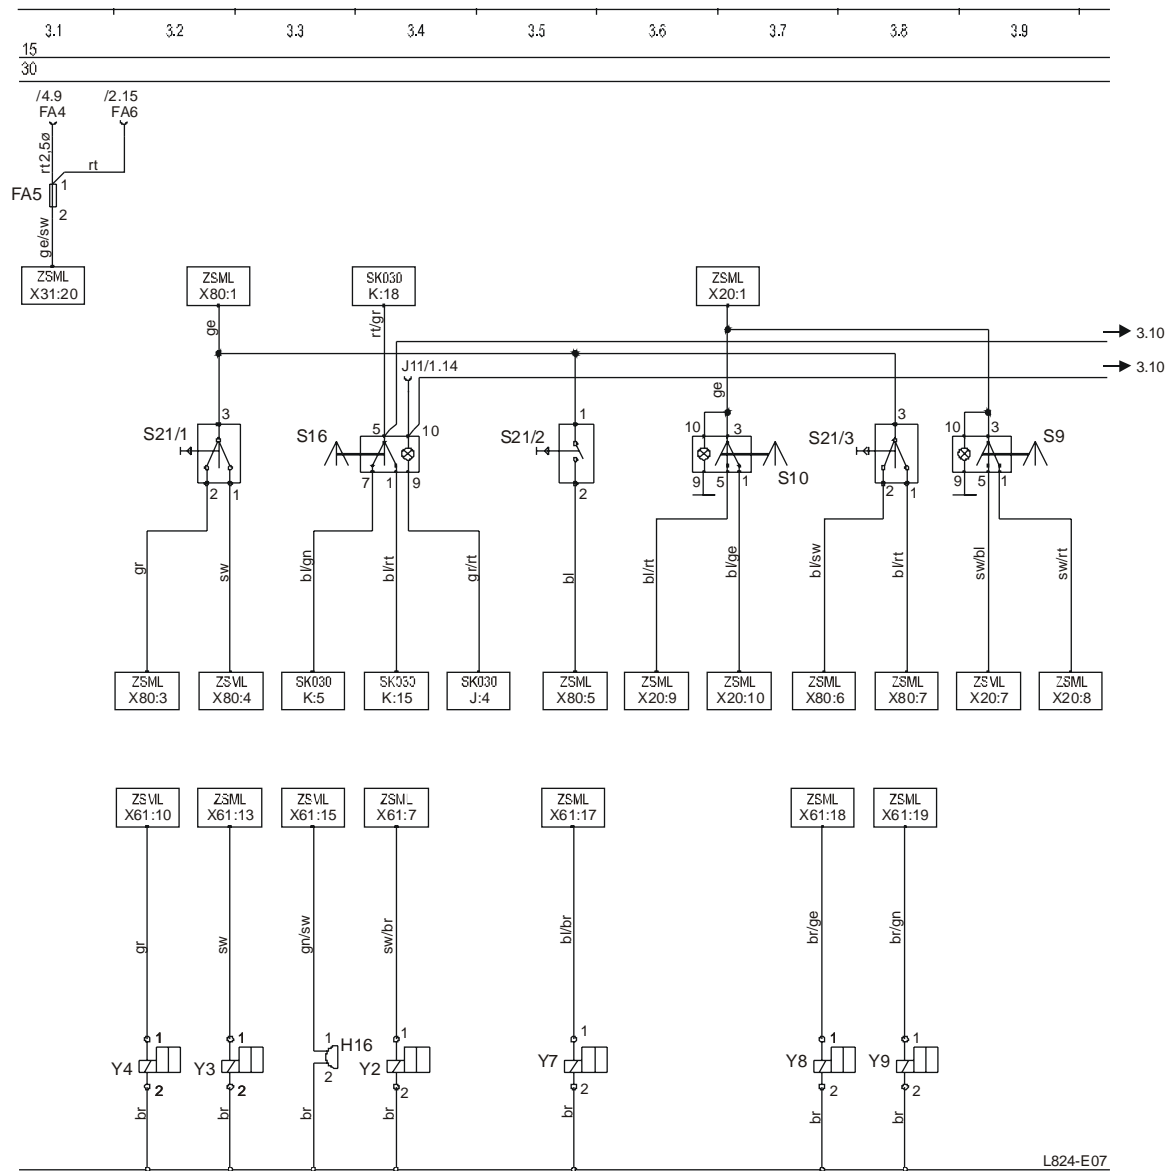 3.1 3.2 3.3 3.4 3.5 3.6 3.7 3.8 3.9
15
30
/4.9 /2.15
FA4 FA6
rt2,5ø
rt
FA5 1
2
ge/sw
ZSML
X31:20
ZSML
X80:1
SK030
K:18
ZSML
X20:1
ge
rt/gr
3.10
3.10
J11/1.14
ge
S21/1 3
2 1
S16 5 10
7 1 9
S21/2 1
2
10 3
S10
9 5 1
S21/3 3
2 1
10 3 S9
9 5 1
gr
sw
bl/gn
bl/rt
gr/rt
bl
bl/rt
bl/ge
bl/sw
bl/rt
sw/bl
sw/rt
ZSML
X80:3
ZSML
X80:4
SK030
K:5
SK030
K:15
SK030
J:4
ZSML
X80:5
ZSML
X20:9
ZSML
X20:10
ZSML
X80:6
ZSML
X80:7
ZSML
X20:7
ZSML
X20:8
ZSML
X61:10
ZSML
X61:13
ZSML
X61:15
ZSML
X61:7
ZSML
X61:17
ZSML
X61:18
ZSML
X61:19
gr
sw
gn/sw
sw/br
bl/br
br/ge
br/gn
1
Y4
2
1
Y3
2
1
H16
2
1
Y2
2
1
Y7
2
1
Y8
2
1
Y9
2
br
br
br
br
br
br
br
L824-E07